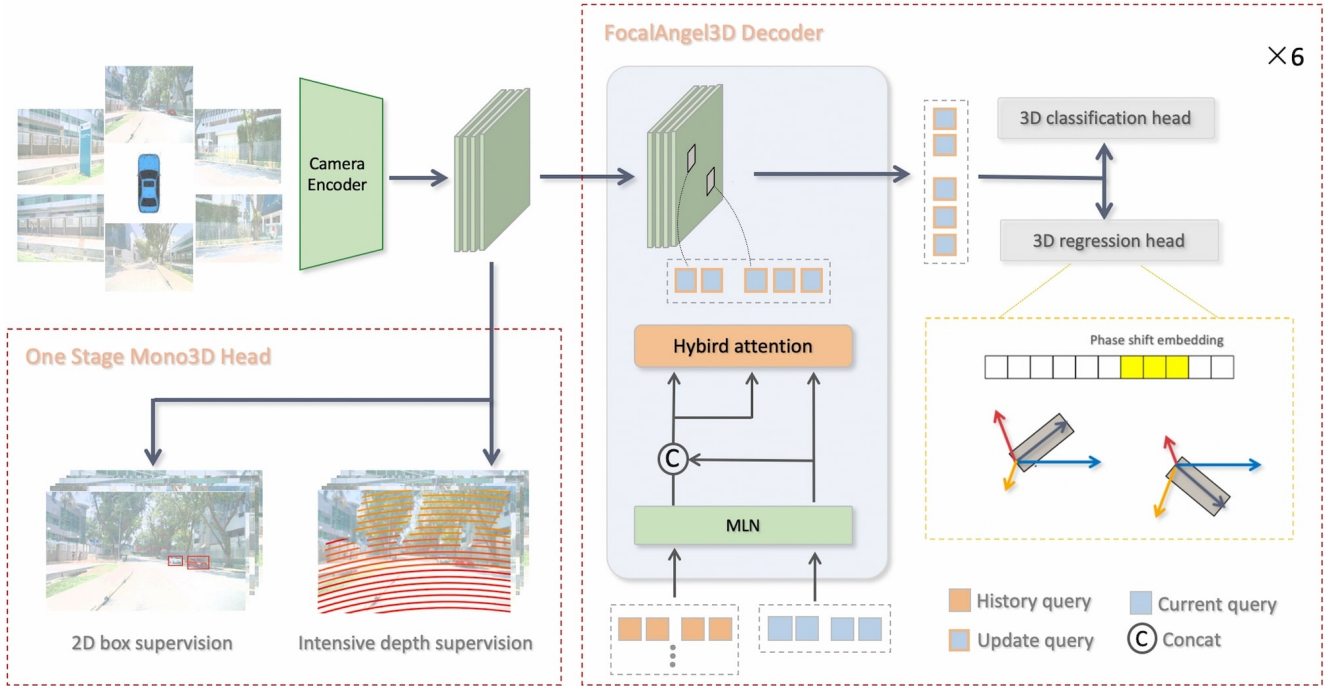 FocalAngel3D Decoder
×6
Camera
Encoder
3D classification head
3D regression head
Hybird attention
Phase shift embedding
One Stage Mono3D Head
C
MLN
2D box supervision
Intensive depth supervision
History query
Current query
Update query
C Concat